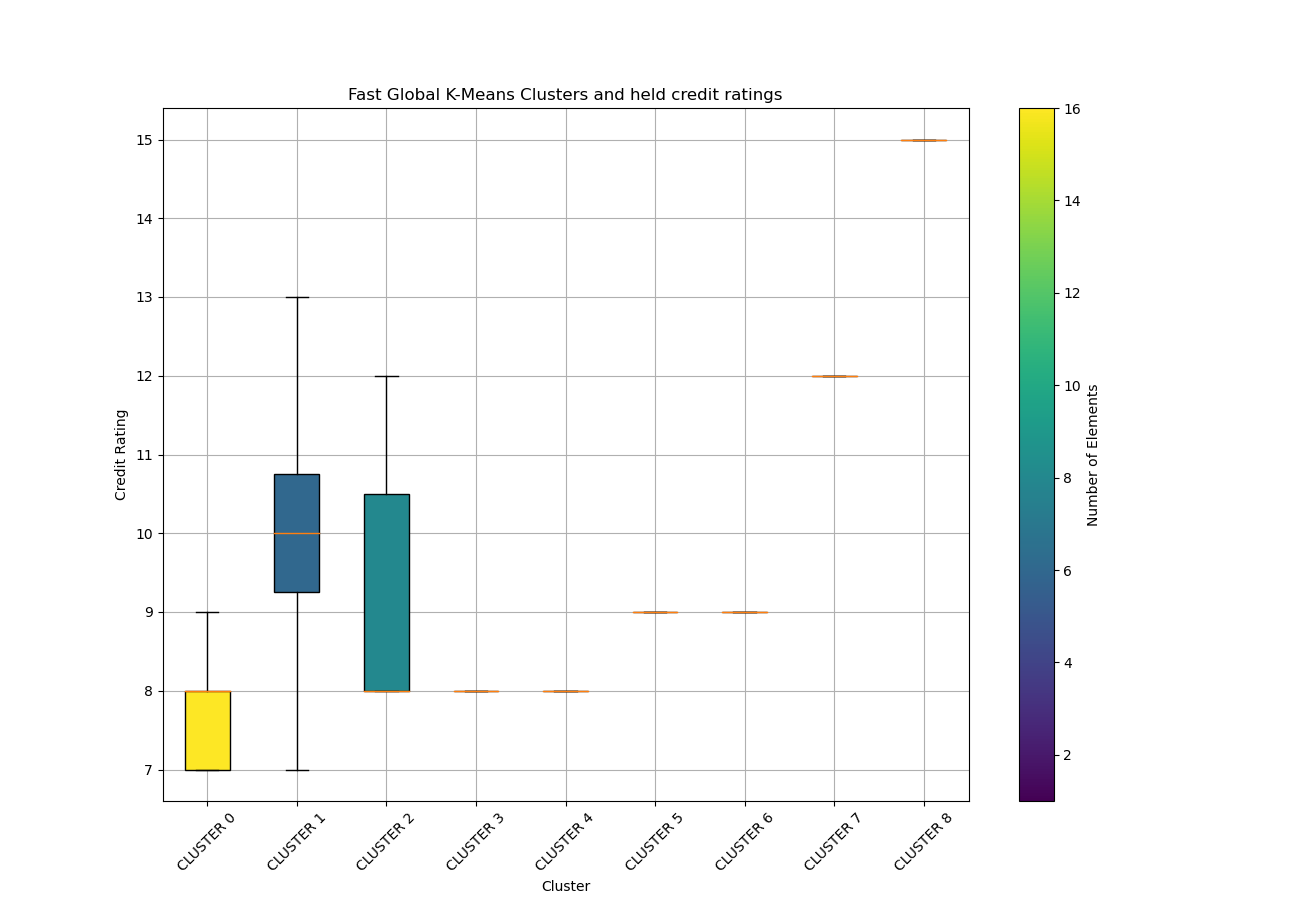 Fast Global K-Means Clusters and held credit ratings
15
14
13
12
11
10
9
8
7
Credit Rating
CLUSTER 0
CLUSTER 1
CLUSTER 2
CLUSTER 3
CLUSTER 4
CLUSTER 5
CLUSTER 6
CLUSTER 7
CLUSTER 8
Cluster
16
14
12
10
8
6
4
2
Number of Elements